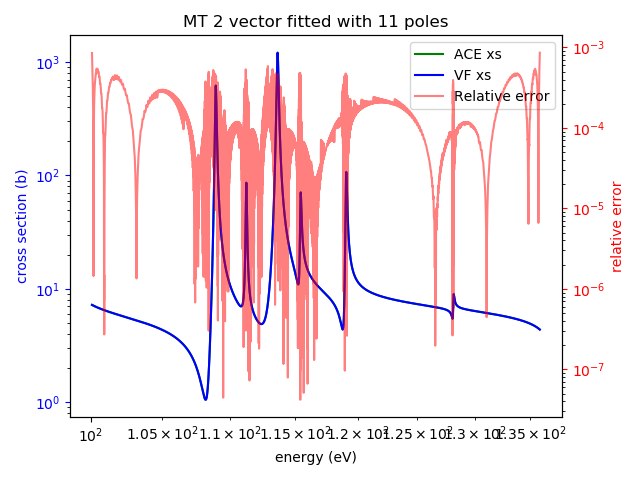 MT 2 vector fitted with 11 poles
ACE xs
VF xs
Relative error
cross section (b)
10³
10²
10¹
10⁰
relative error
10⁻³
10⁻⁴
10⁻⁵
10⁻⁶
10⁻⁷
10² 1.05 × 10² 1.1 × 10² 1.15 × 10² 1.2 × 10² 1.25 × 10² 1.3 × 10² 1.35 × 10²
energy (eV)